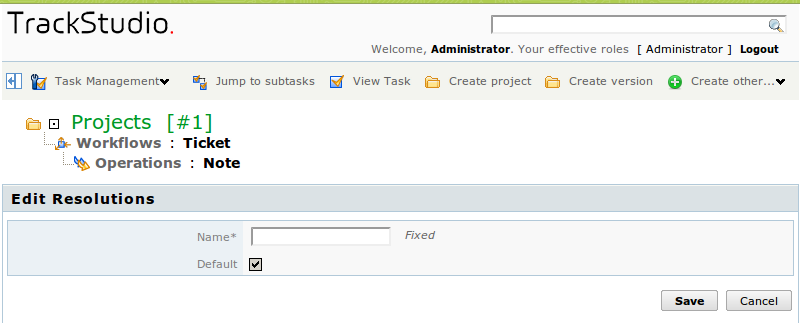 TrackStudio.
Welcome, Administrator. Your effective roles [ Administrator ] Logout
Task Management Jump to subtasks View Task Create project Create version Create other...
Projects [#1]
Workflows : Ticket
Operations : Note
Edit Resolutions
Name* Fixed
Default
Save Cancel